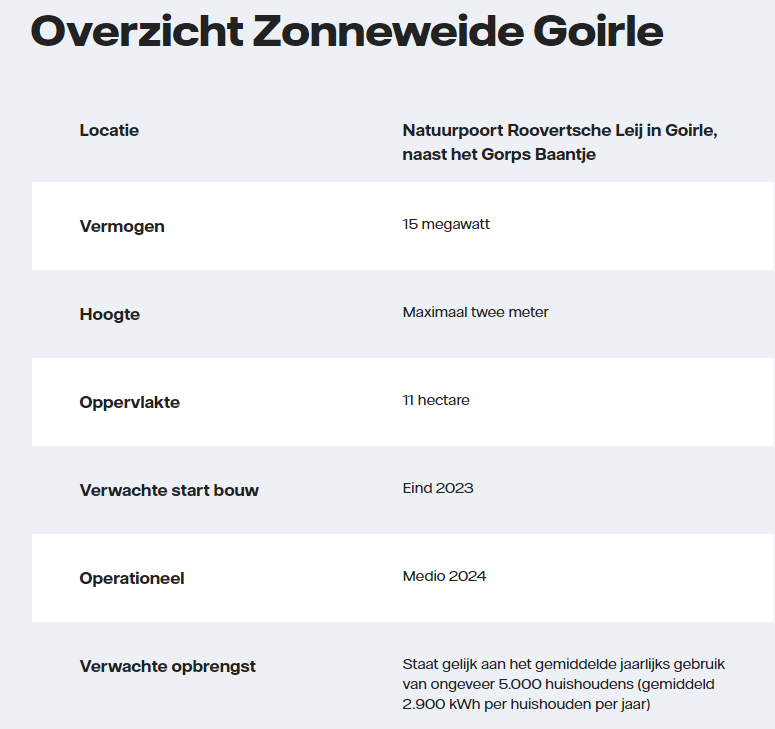 Overzicht Zonneweide Goirle
Locatie
Natuurpoort Roovertsche Leij in Goirle,
naast het Gorps Baantje
Vermogen
15 megawatt
Hoogte
Maximaal twee meter
Oppervlakte
11 hectare
Verwachte start bouw
Eind 2023
Operationeel
Medio 2024
Verwachte opbrengst
Staat gelijk aan het gemiddelde jaarlijks gebruik
van ongeveer 5.000 huishoudens (gemiddeld
2.900 kWh per huishouden per jaar)